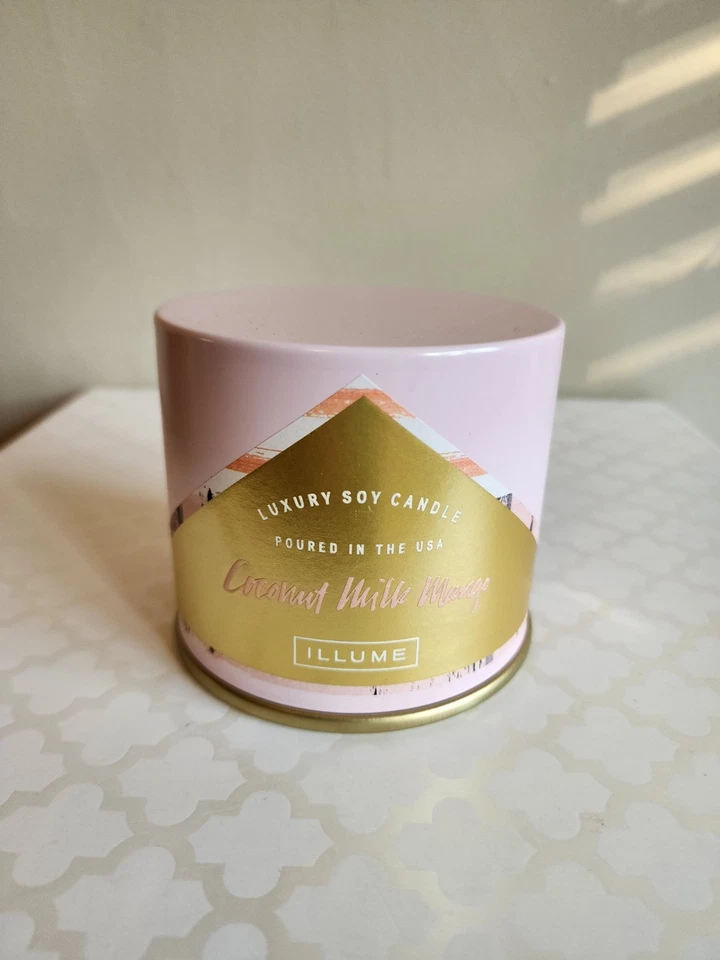 LUXURY SOY CANDLE
POURED IN THE USA
Coconut Milk Mango
ILLUME